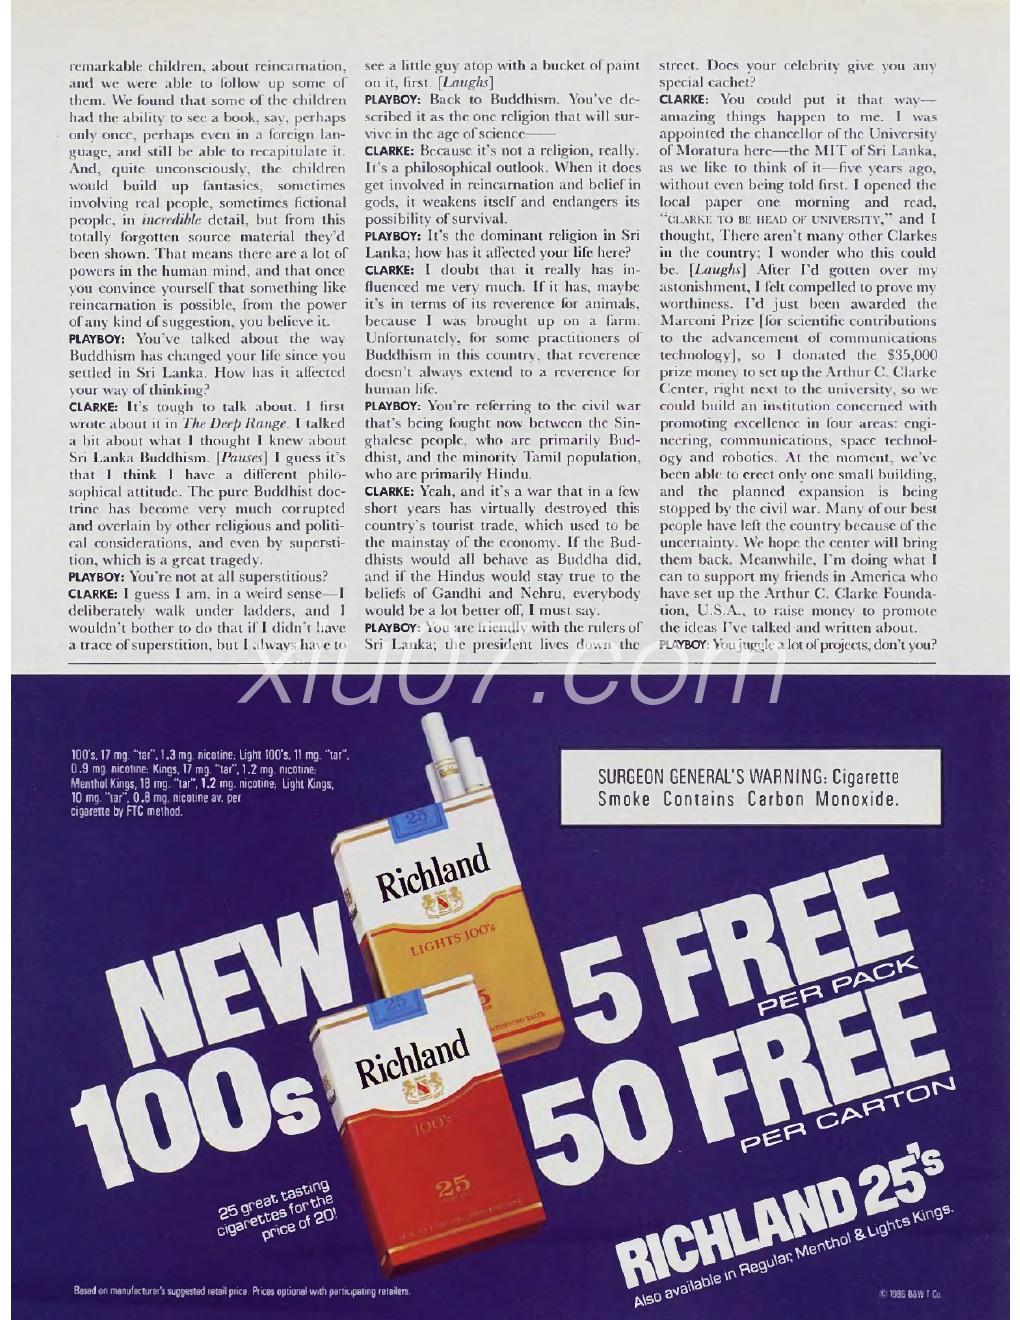 remarkable children, about reincarnation,
and we were able to follow up some of
them. We found that some of the children
had the ability to see a book, say, perhaps
only once, perhaps even in a foreign lan-
guage, and still be able to recapitulate it.
And, quite unconsciously, the children
would build up fantasies, sometimes
involving real people, sometimes fictional
people, in incredible detail, but from this
totally forgotten source material they'd
been shown. That means there are a lot of
powers in the human mind, and that once
you convince yourself that something like
reincarnation is possible, from the power
of any kind of suggestion, you believe it.
PLAYBOY: You've talked about the way
Buddhism has changed your life since you
settled in Sri Lanka. How has it affected
your way of thinking?
CLARKE: It's tough to talk about. I first
wrote about it in The Deep Range. I talked
a bit about what I thought I knew about
Sri Lanka Buddhism. [Pauses] I guess it's
that I think I have a different philo-
sophical attitude. The pure Buddhist doc-
trine has become very much corrupted
and overlain by other religious and politi-
cal considerations, and even by supersti-
tion, which is a great tragedy.
PLAYBOY: You're not at all superstitious?
CLARKE: I guess I am, in a weird sense—I
deliberately walk under ladders, and I
wouldn't bother to do that if I didn't have
a trace of superstition, but I always have to
see a little guy atop with a bucket of paint
on it, first. [Laughs]
PLAYBOY: Back to Buddhism. You've de-
scribed it as the one religion that will sur-
vive in the age of science——
CLARKE: Because it's not a religion, really.
It's a philosophical outlook. When it does
get involved in reincarnation and belief in
gods, it weakens itself and endangers its
possibility of survival.
PLAYBOY: It's the dominant religion in Sri
Lanka; how has it affected your life here?
CLARKE: I doubt that it really has in-
fluenced me very much. If it has, maybe
it's in terms of its reverence for animals,
because I was brought up on a farm.
Unfortunately, for some practitioners of
Buddhism in this country, that reverence
doesn't always extend to a reverence for
human life.
PLAYBOY: You're referring to the civil war
that's being fought now between the Sin-
ghalese people, who are primarily Bud-
dhist, and the minority Tamil population,
who are primarily Hindu.
CLARKE: Yeah, and it's a war that in a few
short years has virtually destroyed this
country's tourist trade, which used to be
the mainstay of the economy. If the Bud-
dhists would all behave as Buddha did,
and if the Hindus would stay true to the
beliefs of Gandhi and Nehru, everybody
would be a lot better off, I must say.
PLAYBOY: You are friendly with the rulers of
Sri Lanka; the president lives down the
street. Does your celebrity give you any
special cachet?
CLARKE: You could put it that way—
amazing things happen to me. I was
appointed the chancellor of the University
of Moratura here—the MIT of Sri Lanka,
as we like to think of it—five years ago,
without even being told first. I opened the
local paper one morning and read,
"CLARKE TO BE HEAD OF UNIVERSITY," and I
thought, There aren't many other Clarkes
in the country; I wonder who this could
be. [Laughs] After I'd gotten over my
astonishment, I felt compelled to prove my
worthiness. I'd just been awarded the
Marconi Prize [for scientific contributions
to the advancement of communications
technology], so I donated the $35,000
prize money to set up the Arthur C. Clarke
Center, right next to the university, so we
could build an institution concerned with
promoting excellence in four areas: engi-
neering, communications, space technol-
ogy and robotics. At the moment, we've
been able to erect only one small building,
and the planned expansion is being
stopped by the civil war. Many of our best
people have left the country because of the
uncertainty. We hope the center will bring
them back. Meanwhile, I'm doing what I
can to support my friends in America who
have set up the Arthur C. Clarke Founda-
tion, U.S.A., to raise money to promote
the ideas I've talked and written about.
PLAYBOY: You juggle a lot of projects, don't you?
xiu07.com
100's, 17 mg. "tar", 1.3 mg. nicotine; Light 100's, 11 mg. "tar",
0.9 mg. nicotine; Kings, 17 mg. "tar", 1.2 mg. nicotine;
Menthol Kings, 18 mg. "tar", 1.2 mg. nicotine; Light Kings,
10 mg. "tar", 0.8 mg. nicotine av. per
cigarette by FTC method.
SURGEON GENERAL'S WARNING: Cigarette
Smoke Contains Carbon Monoxide.
25
Richland
LIGHTS 100's
NEW
100s
25
Richland
100's
25
5 FREE
PER PACK
50 FREE
PER CARTON
25 great tasting
cigarettes for the
price of 20!
RICHLAND 25's
Also available in Regular, Menthol & Lights Kings.
Based on manufacturer's suggested retail price. Prices optional with participating retailers.
© 1986 B&W T Co.